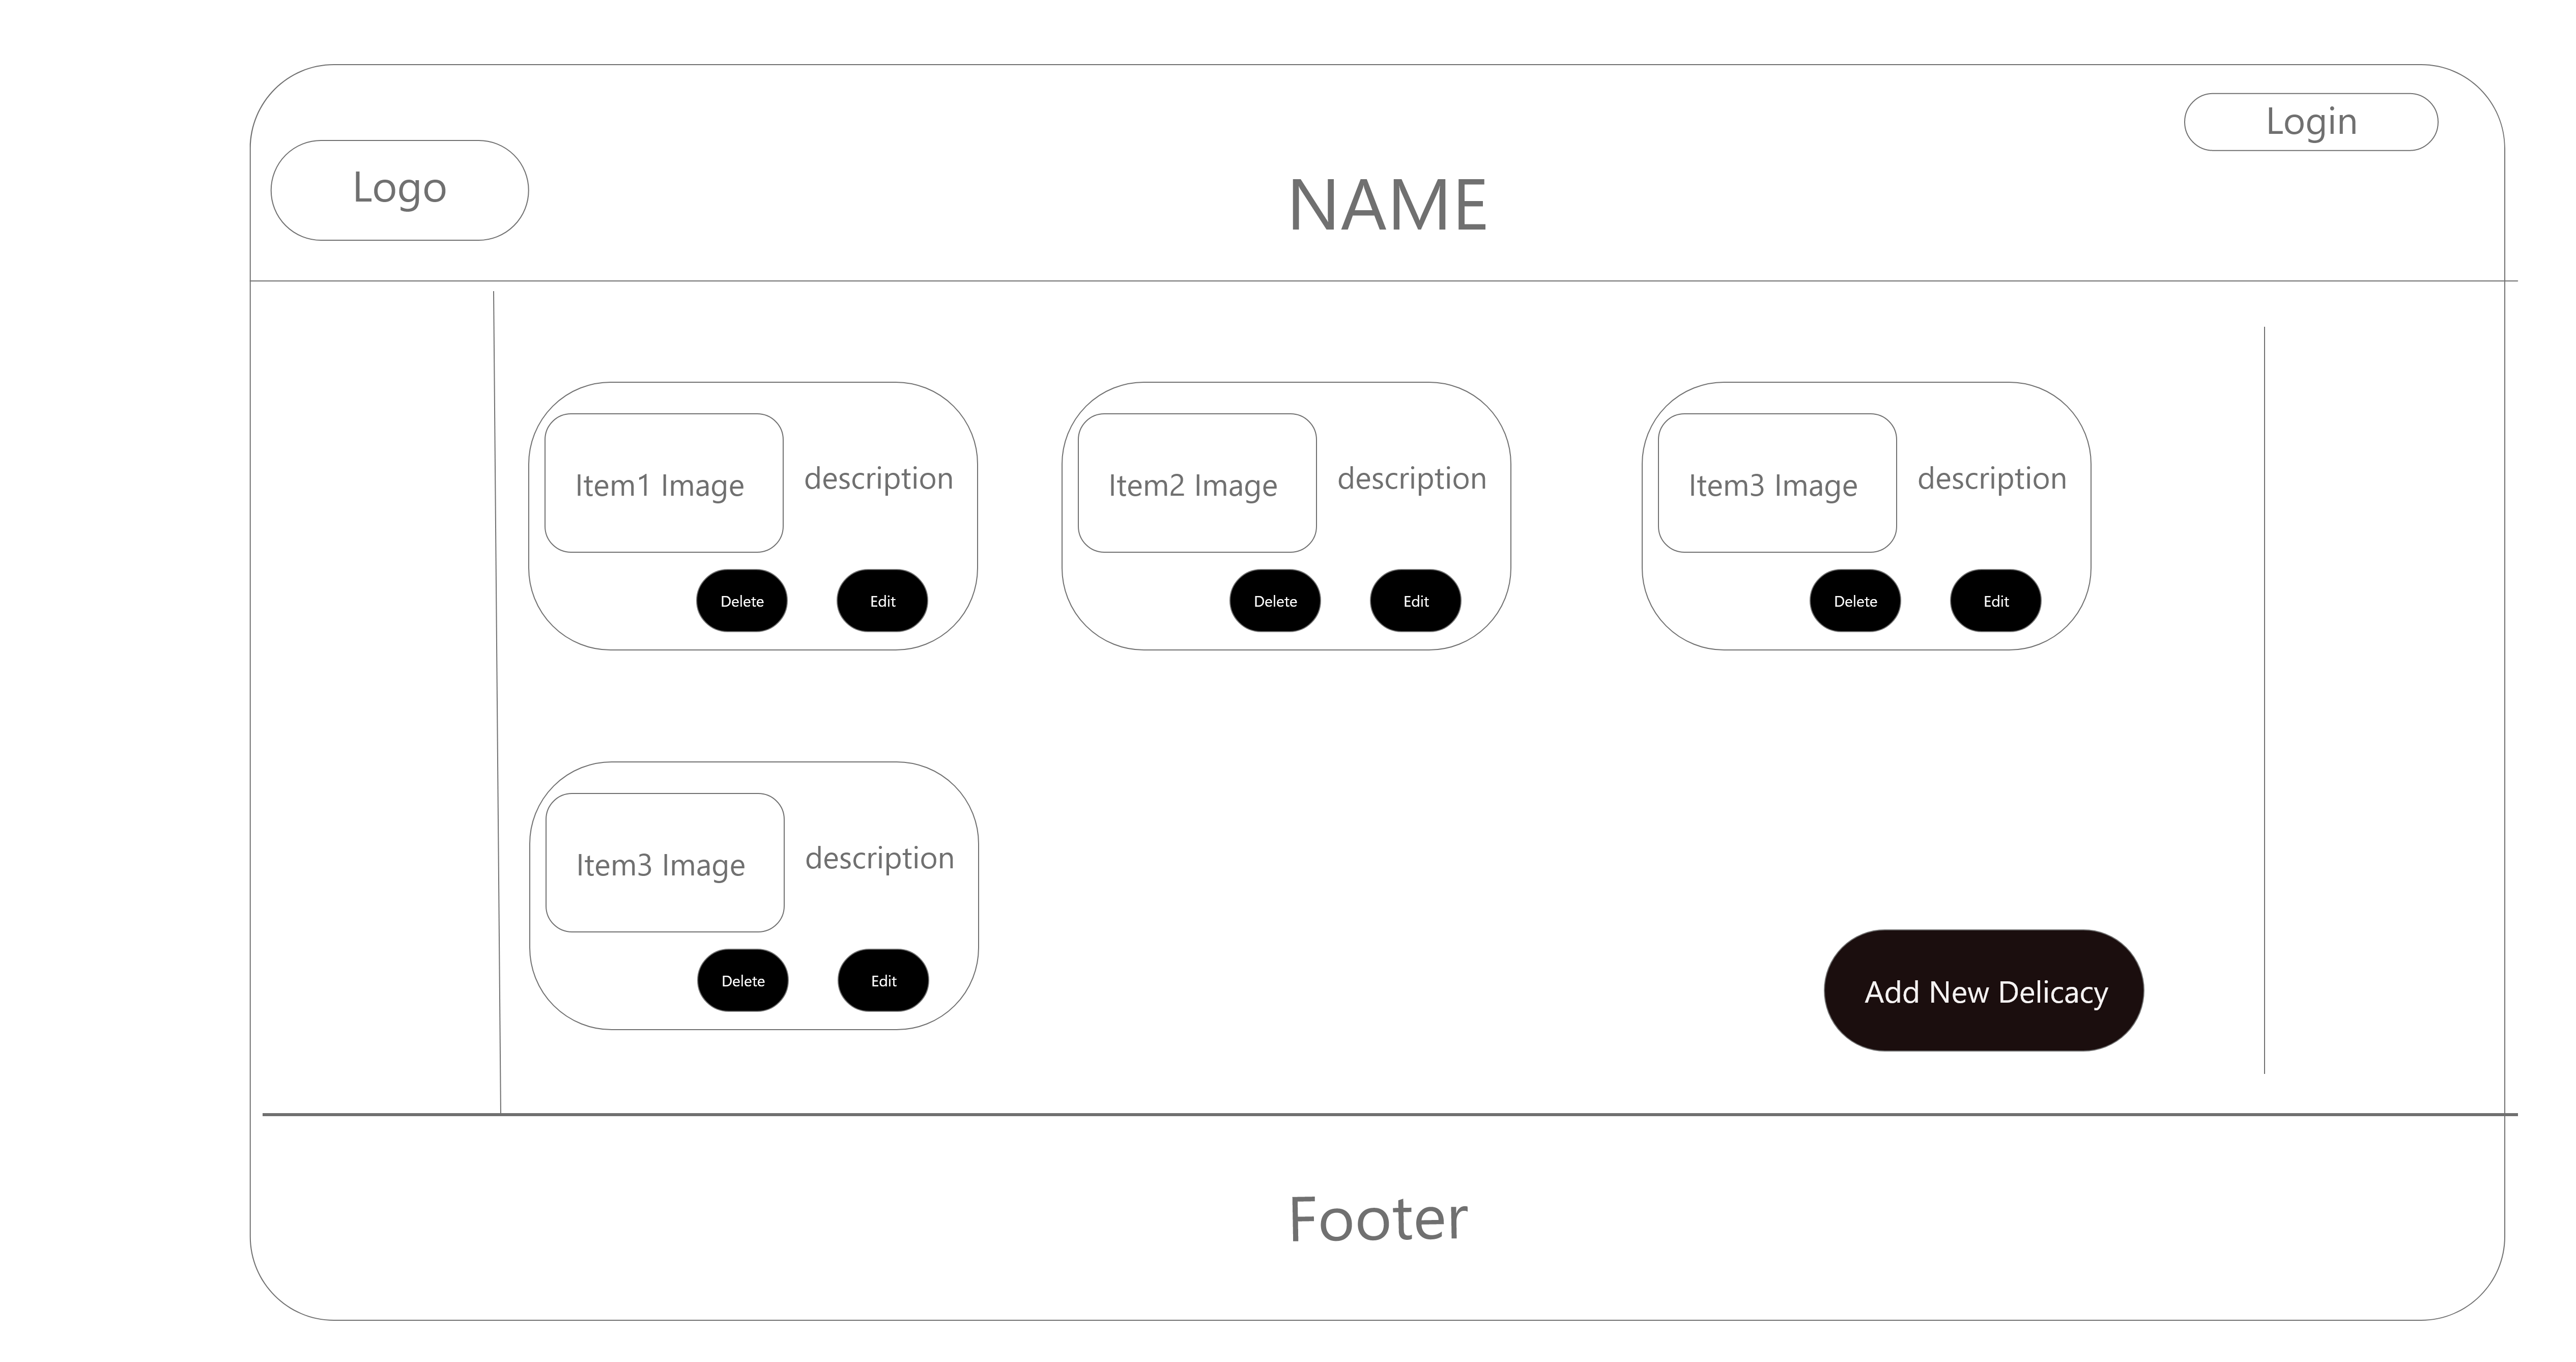 Login
Logo
NAME
Item1 Image
description
Delete
Edit
Item2 Image
description
Delete
Edit
Item3 Image
description
Delete
Edit
Item3 Image
description
Delete
Edit
Add New Delicacy
Footer